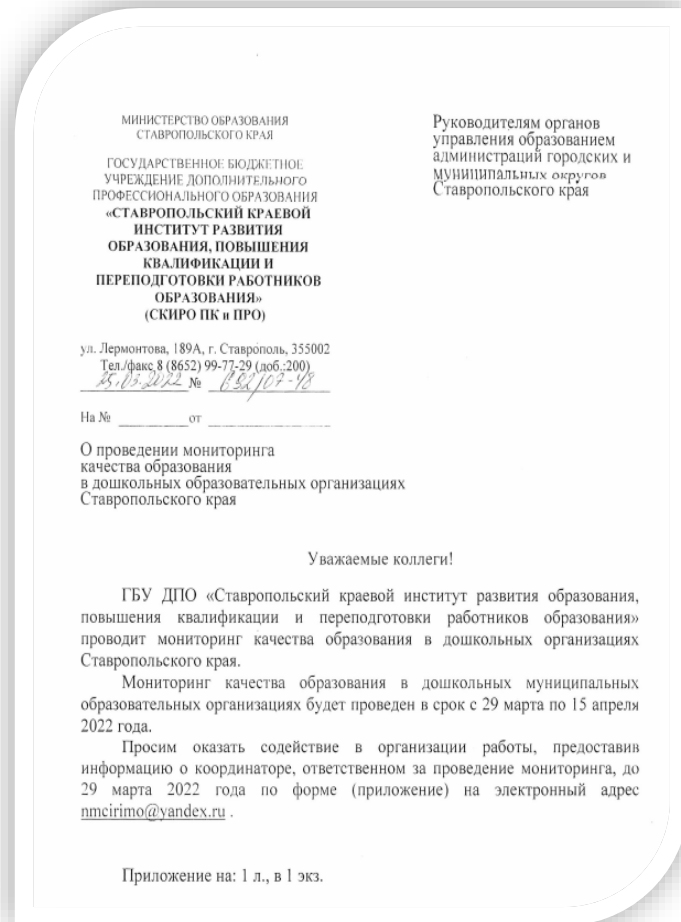 МИНИСТЕРСТВО ОБРАЗОВАНИЯ
СТАВРОПОЛЬСКОГО КРАЯ
ГОСУДАРСТВЕННОЕ БЮДЖЕТНОЕ
УЧРЕЖДЕНИЕ ДОПОЛНИТЕЛЬНОГО
ПРОФЕССИОНАЛЬНОГО ОБРАЗОВАНИЯ
«СТАВРОПОЛЬСКИЙ КРАЕВОЙ
ИНСТИТУТ РАЗВИТИЯ
ОБРАЗОВАНИЯ, ПОВЫШЕНИЯ
КВАЛИФИКАЦИИ И
ПЕРЕПОДГОТОВКИ РАБОТНИКОВ
ОБРАЗОВАНИЯ»
(СКИРО ПК и ПРО)
ул. Лермонтова, 189А, г. Ставрополь, 355002
Тел./факс 8 (8652) 99-77-29 (доб.:200)
25.03.2022 № 692/07-48
На № от
Руководителям органов
управления образованием
администраций городских и
муниципальных округов
Ставропольского края
О проведении мониторинга
качества образования
в дошкольных образовательных организациях
Ставропольского края
Уважаемые коллеги!
ГБУ ДПО «Ставропольский краевой институт развития образования,
повышения квалификации и переподготовки работников образования»
проводит мониторинг качества образования в дошкольных организациях
Ставропольского края.
Мониторинг качества образования в дошкольных муниципальных
образовательных организациях будет проведен в срок с 29 марта по 15 апреля
2022 года.
Просим оказать содействие в организации работы, предоставив
информацию о координаторе, ответственном за проведение мониторинга, до
29 марта 2022 года по форме (приложение) на электронный адрес
nmcirimo@yandex.ru .
Приложение на: 1 л., в 1 экз.